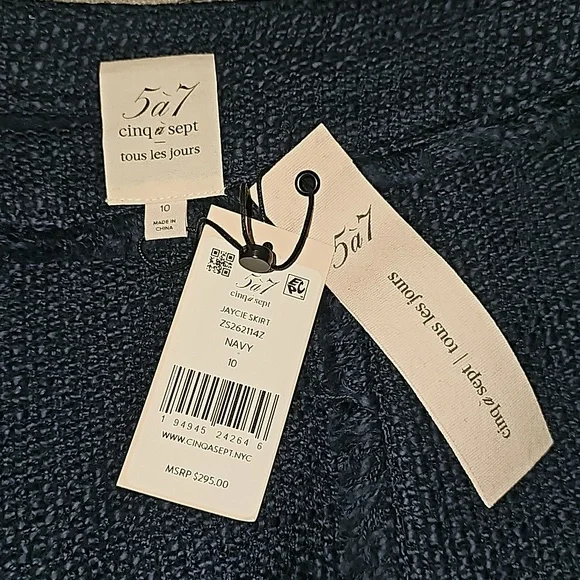 5à7
cinq à sept
tous les jours
10
MADE IN
CHINA
5à7
cinq à sept
JAYCIE SKIRT
ZS262114Z
NAVY
10
1 94945 24264 6
WWW.CINQASEPT.NYC
MSRP $295.00
5à7
cinq à sept | tous les jours